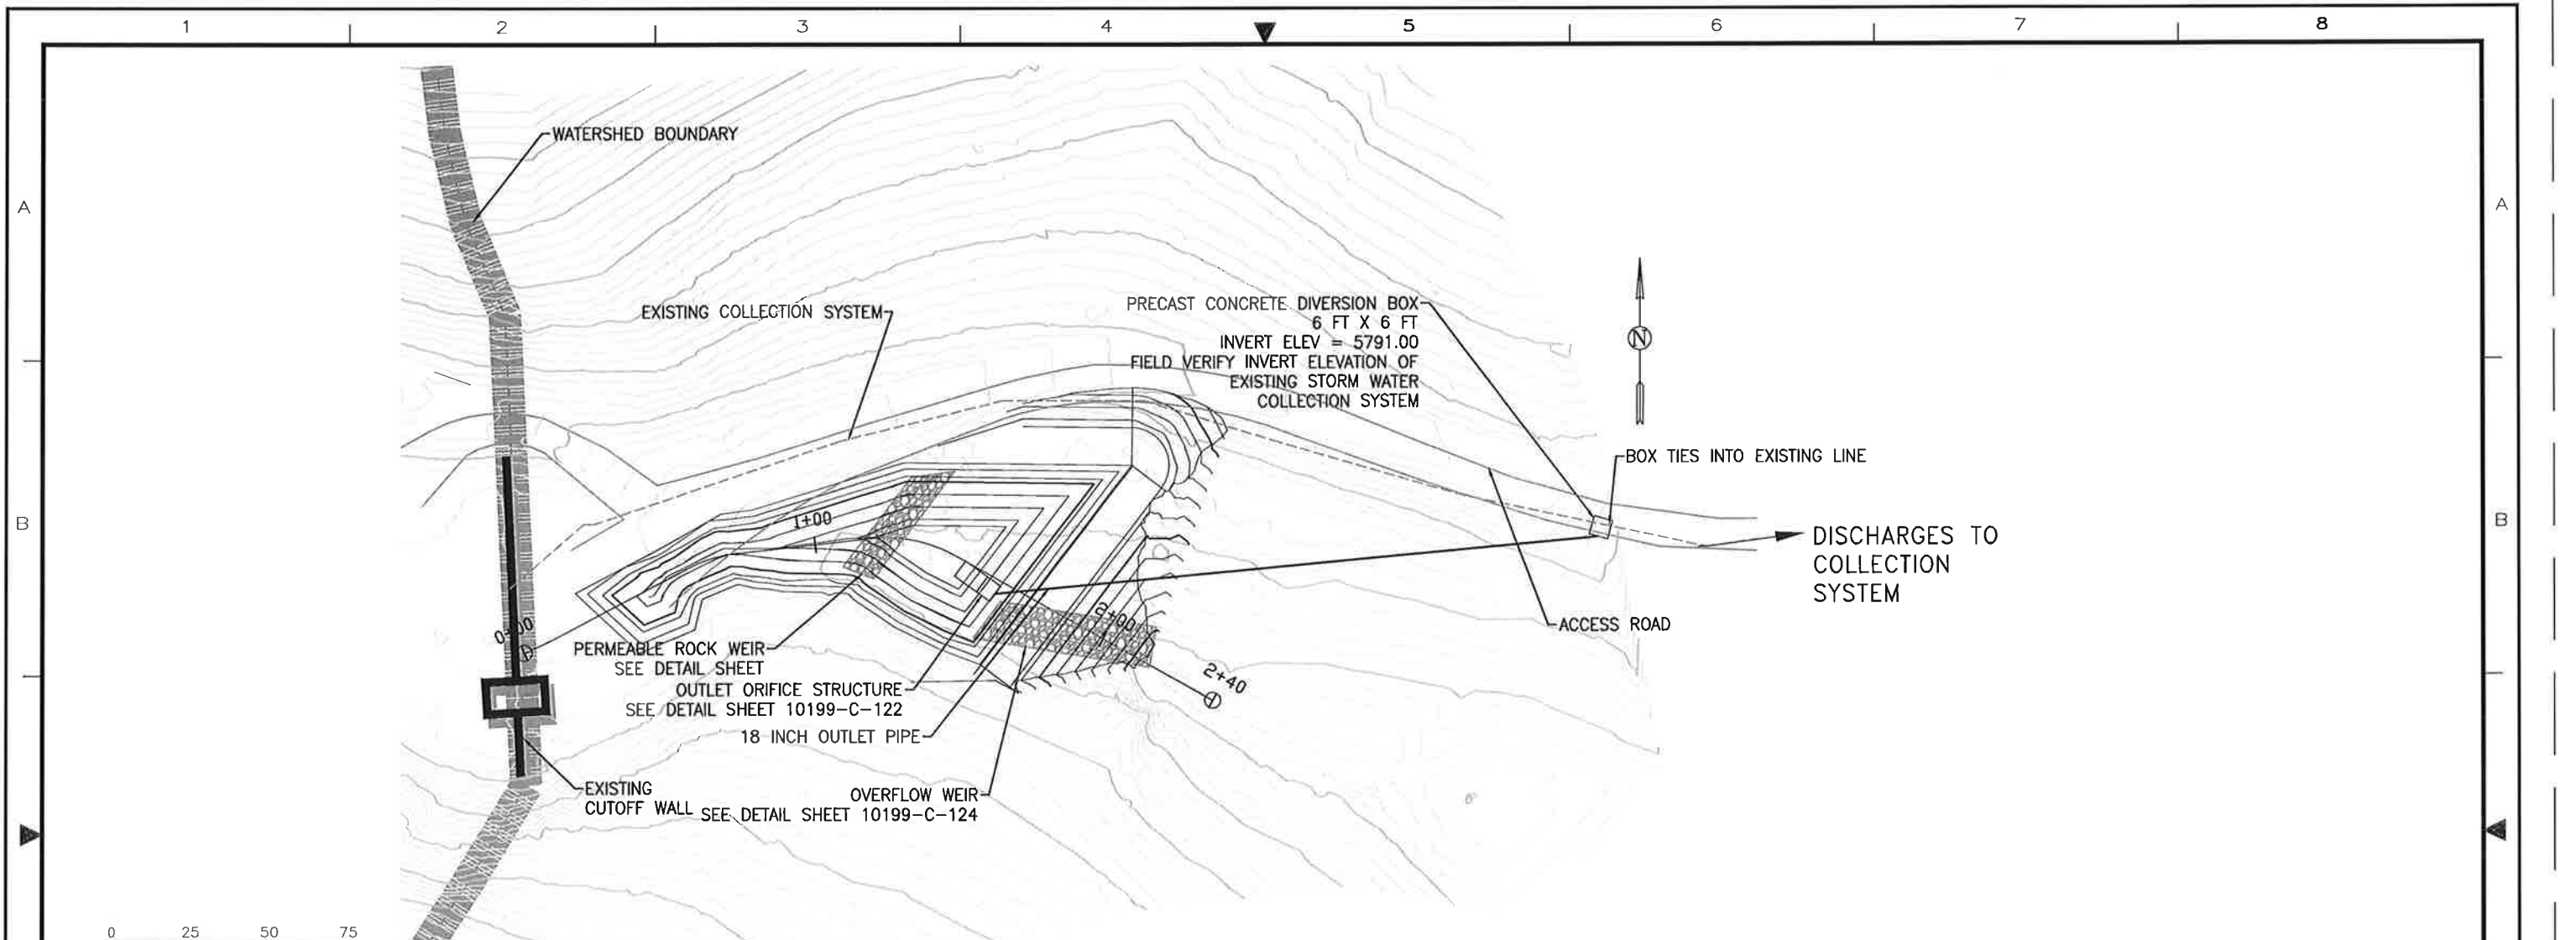 1 2 3 4 5 6 7 8
WATERSHED BOUNDARY
A A
EXISTING COLLECTION SYSTEM
PRECAST CONCRETE DIVERSION BOX
6 FT X 6 FT
INVERT ELEV = 5791.00
FIELD VERIFY INVERT ELEVATION OF
EXISTING STORM WATER
COLLECTION SYSTEM
N
BOX TIES INTO EXISTING LINE
B B
1+00
DISCHARGES TO
COLLECTION
SYSTEM
0+00
2+00
ACCESS ROAD
PERMEABLE ROCK WEIR
SEE DETAIL SHEET
2+40
OUTLET ORIFICE STRUCTURE
SEE DETAIL SHEET 10199-C-122
18 INCH OUTLET PIPE
EXISTING
CUTOFF WALL
OVERFLOW WEIR
SEE DETAIL SHEET 10199-C-124
0 25 50 75